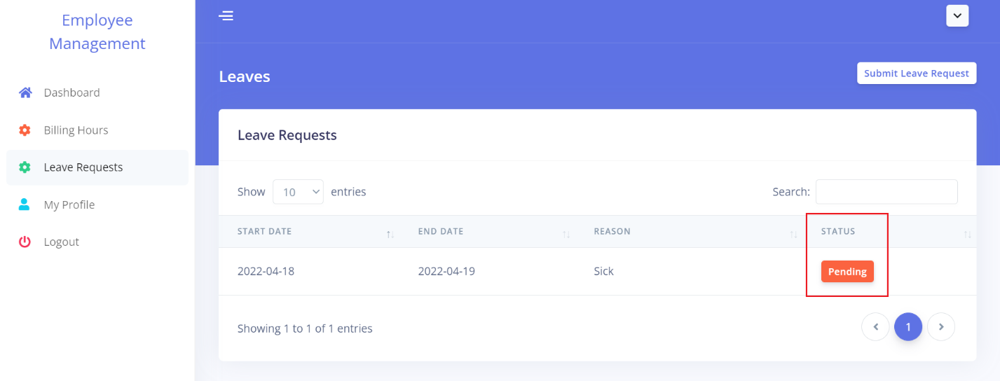 Employee
Management
Dashboard
Billing Hours
Leave Requests
My Profile
Logout
Leaves
Submit Leave Request
Leave Requests
Show 10 entries
Search:
START DATE END DATE REASON STATUS
2022-04-18 2022-04-19 Sick Pending
Showing 1 to 1 of 1 entries
1